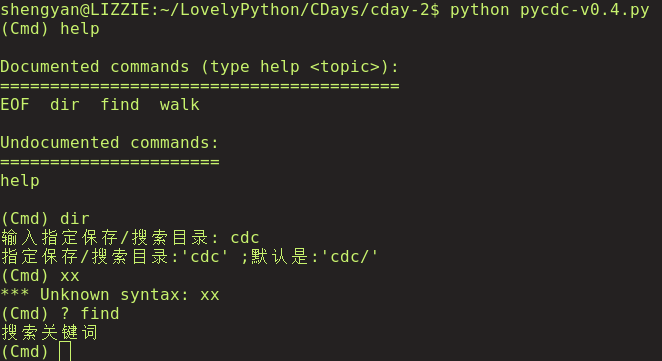 shengyan@LIZZIE:~/LovelyPython/CDays/cday-2$ python pycdc-v0.4.py
(Cmd) help
Documented commands (type help <topic>):
========================================
EOF  dir  find  walk
Undocumented commands:
======================
help
(Cmd) dir
输入指定保存/搜索目录: cdc
指定保存/搜索目录:'cdc' ;默认是:'cdc/'
(Cmd) xx
*** Unknown syntax: xx
(Cmd) ? find
搜索关键词
(Cmd)